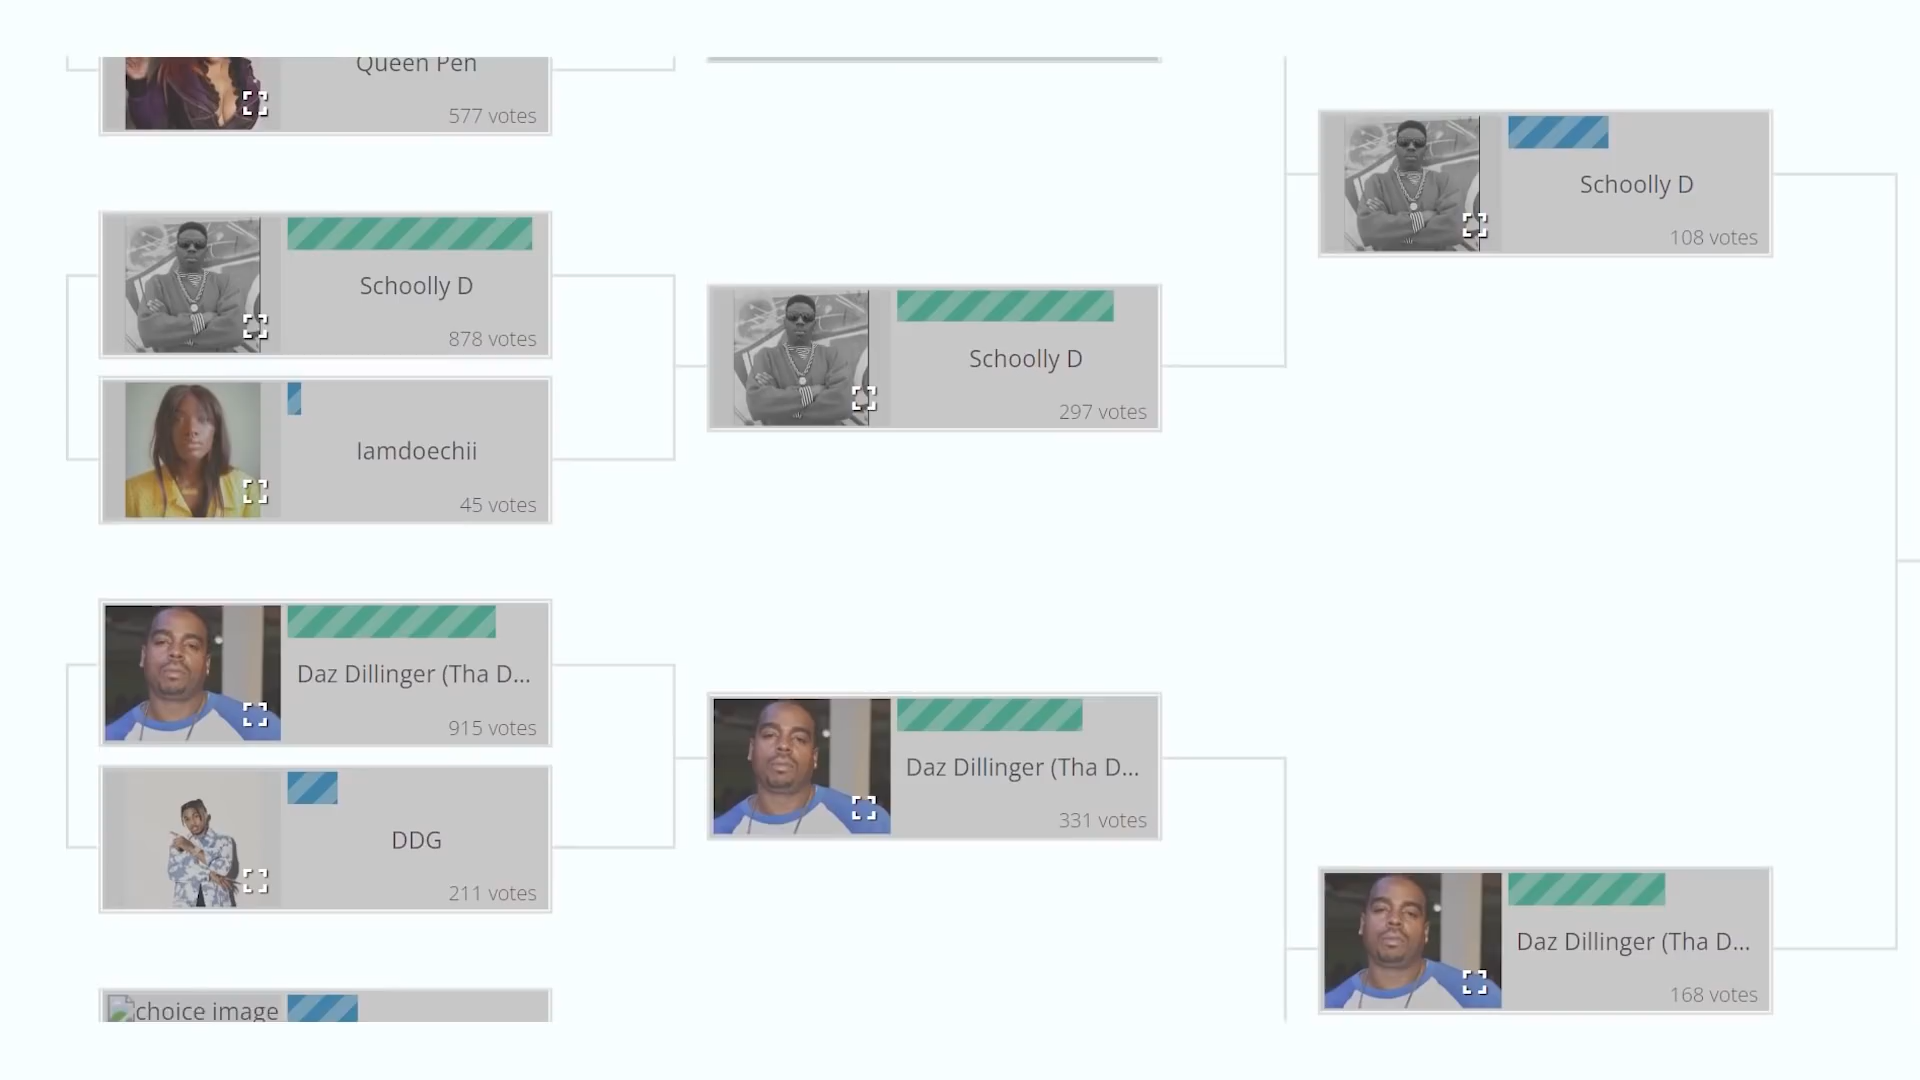 Queen Pen
577 votes
Schoolly D
878 votes
Iamdoechii
45 votes
Daz Dillinger (Tha D...
915 votes
DDG
211 votes
choice image
Schoolly D
297 votes
Daz Dillinger (Tha D...
331 votes
Schoolly D
108 votes
Daz Dillinger (Tha D...
168 votes